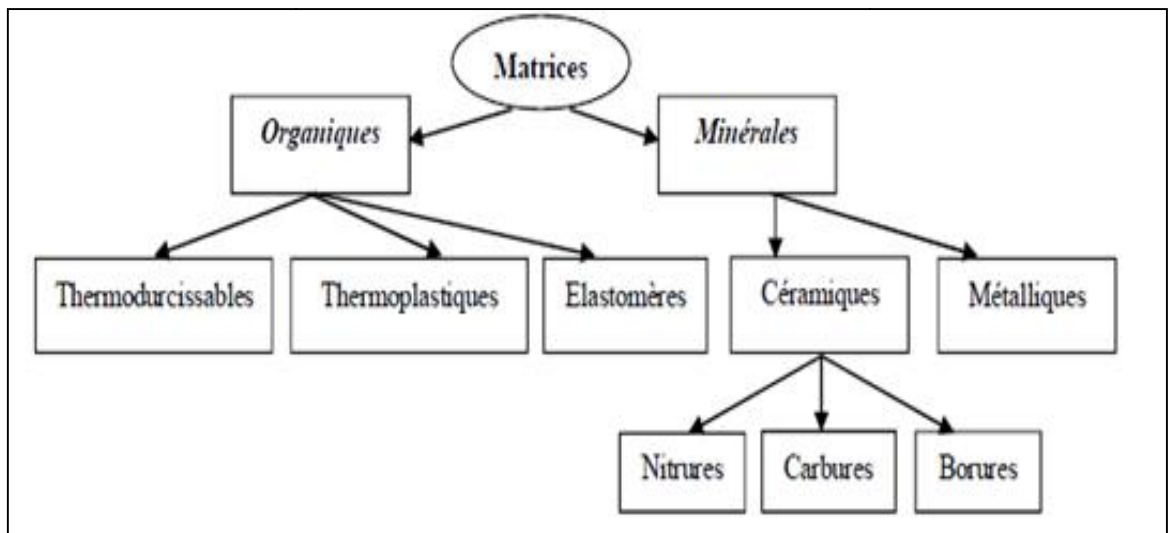 Matrices
Organiques
Minérales
Thermodurcissables
Thermoplastiques
Elastomères
Céramiques
Métalliques
Nitrures
Carbures
Borures